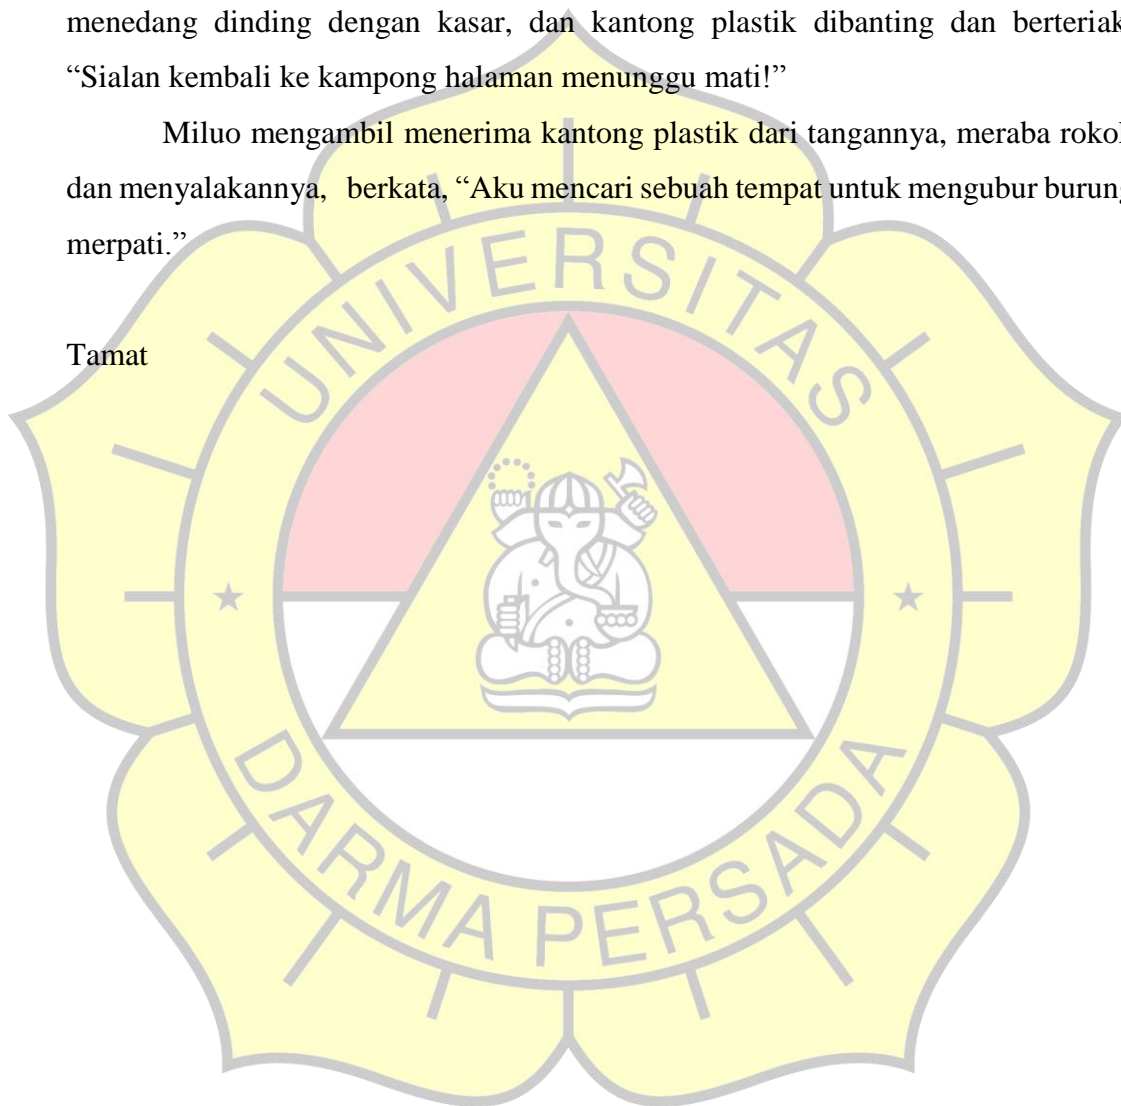 menedang dinding dengan kasar, dan kantong plastik dibanting dan berteriak
“Sialan kembali ke kampong halaman menunggu mati!”
Miluo mengambil menerima kantong plastik dari tangannya, meraba rokok
dan menyalakannya, berkata, “Aku mencari sebuah tempat untuk mengubur burung
merpati.”
Tamat
UNIVERSITAS
DARMA PERSADA